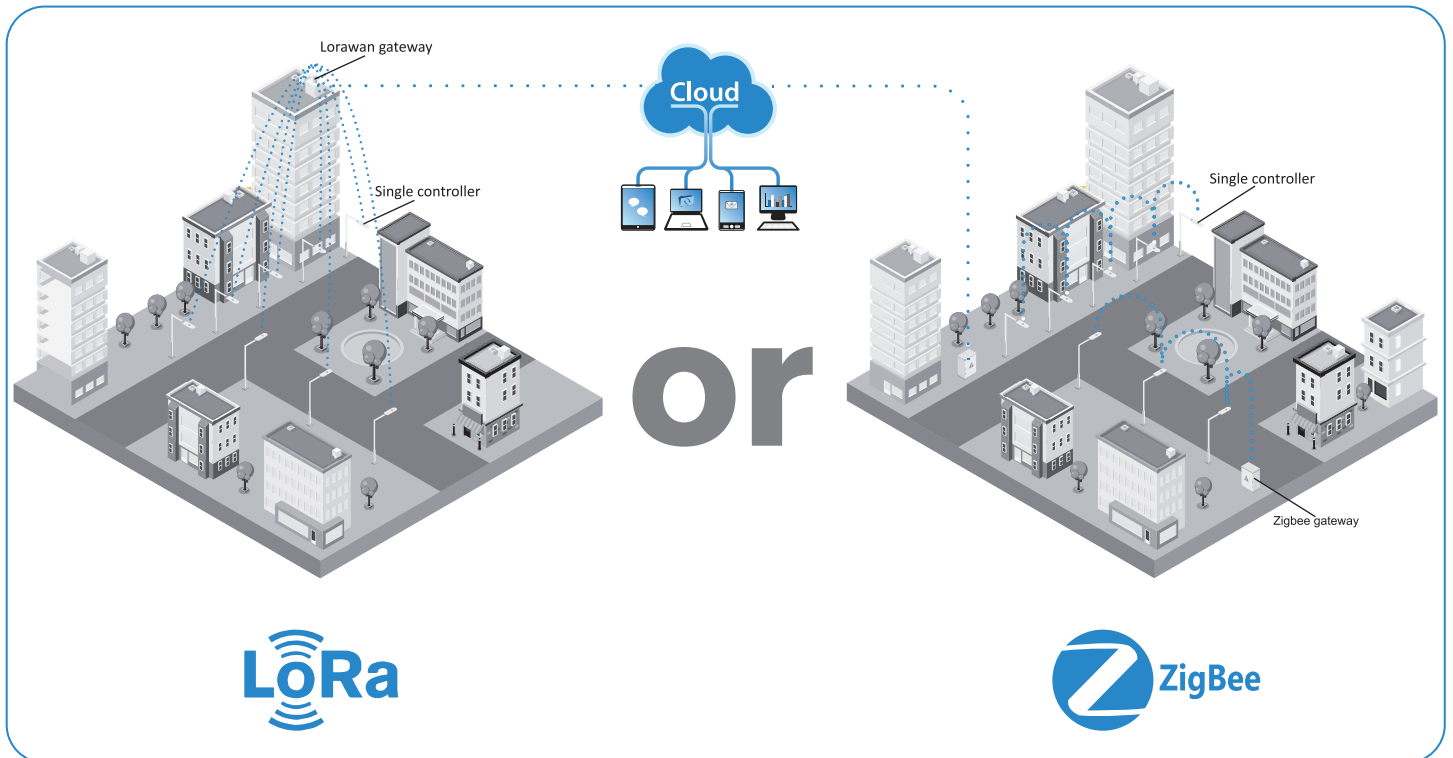 Lorawan gateway
Cloud
Single controller
Single controller
or
Zigbee gateway
LoRa
ZigBee